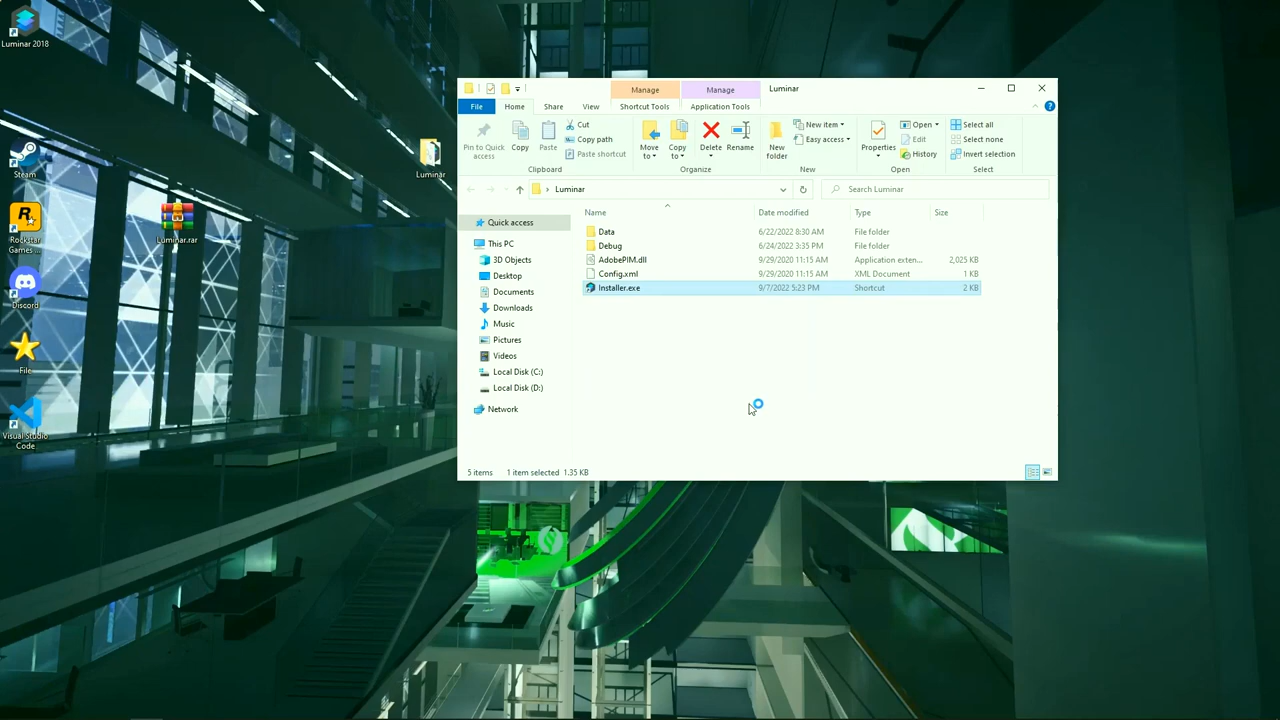 Luminar 2018
Steam
Rockstar
Games ...
Discord
File
Visual Studio
Code
Luminar.rar
Luminar
Manage
Manage
Luminar
File
Home
Share
View
Shortcut Tools
Application Tools
Pin to Quick
access
Copy
Paste
Cut
Copy path
Paste shortcut
Clipboard
Move
to
Copy
to
Delete
Rename
Organize
New
folder
New item
Easy access
New
Properties
Open
Edit
History
Open
Select all
Select none
Invert selection
Select
Luminar
Search Luminar
Quick access
This PC
3D Objects
Desktop
Documents
Downloads
Music
Pictures
Videos
Local Disk (C:)
Local Disk (D:)
Network
Name Date modified Type Size
Data 6/22/2022 8:30 AM File folder
Debug 6/24/2022 3:35 PM File folder
AdobePIM.dll 9/29/2020 11:15 AM Application exten... 2,025 KB
Config.xml 9/29/2020 11:15 AM XML Document 1 KB
Installer.exe 9/7/2022 5:23 PM Shortcut 2 KB
5 items 1 item selected 1.35 KB